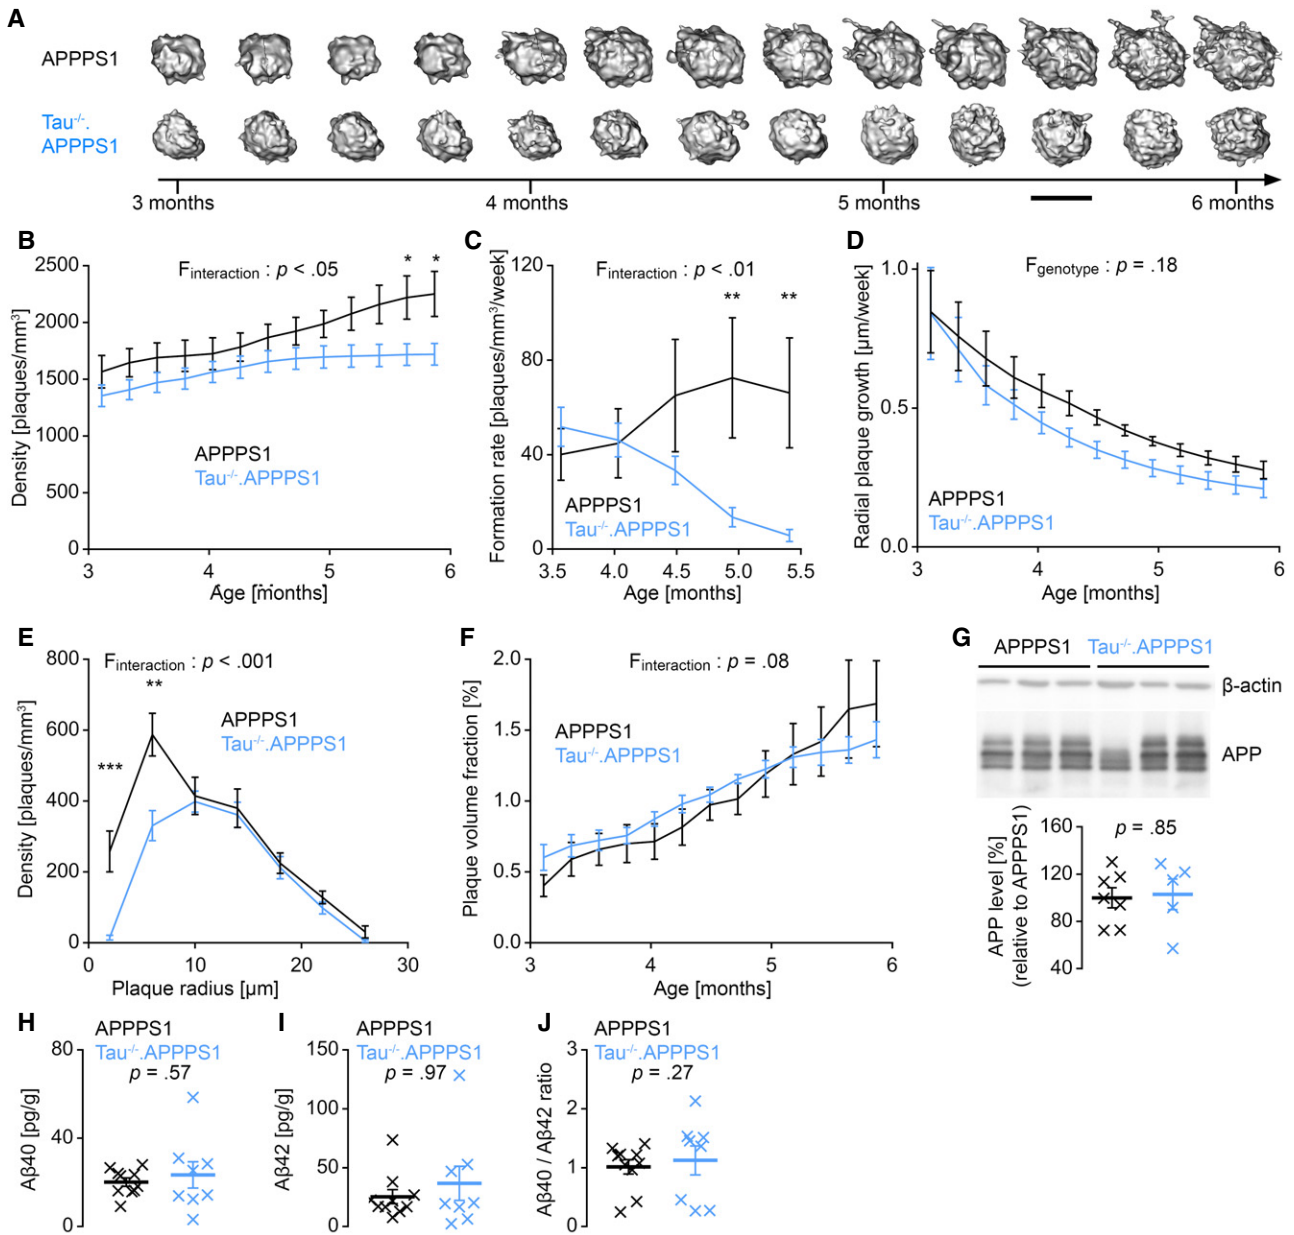 A
APPPS1
Tau-/-.
APPPS1
3 months
4 months
5 months
6 months
B
Density [plaques/mm³]
2500
2000
1500
1000
500
0
Finteraction : p < .05
*
*
APPPS1
Tau-/-.APPPS1
3
4
5
6
Age [months]
C
Formation rate [plaques/mm³/week]
120
80
40
0
Finteraction : p < .01
**
**
APPPS1
Tau-/-.APPPS1
3.5
4.0
4.5
5.0
5.5
Age [months]
D
Radial plaque growth [µm/week]
1.0
0.5
0.0
Fgenotype : p = .18
APPPS1
Tau-/-.APPPS1
3
4
5
6
Age [months]
E
Density [plaques/mm³]
800
600
400
200
0
Finteraction : p < .001
***
**
APPPS1
Tau-/-.APPPS1
0
10
20
30
Plaque radius [µm]
F
Plaque volume fraction [%]
2.0
1.5
1.0
0.5
0.0
Finteraction : p = .08
APPPS1
Tau-/-.APPPS1
3
4
5
6
Age [months]
G
APPPS1
Tau-/-.APPPS1
β-actin
APP
APP level [%]
(relative to APPPS1)
160
120
80
40
p = .85
H
APPPS1
Tau-/-.APPPS1
p = .57
Aβ40 [pg/g]
80
40
0
I
APPPS1
Tau-/-.APPPS1
p = .97
Aβ42 [pg/g]
150
100
50
0
J
APPPS1
Tau-/-.APPPS1
p = .27
Aβ40 / Aβ42 ratio
3
2
1
0